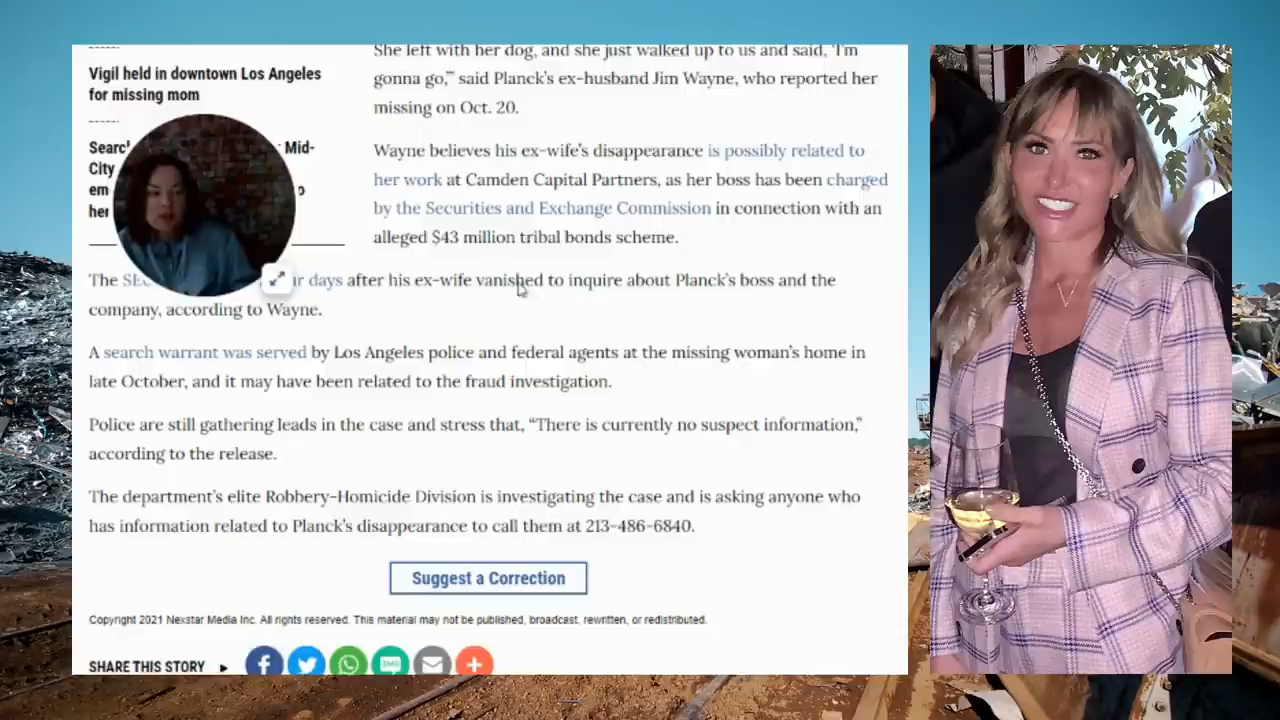 Vigil held in downtown Los Angeles
for missing mom
Mid-
City
em
her
She left with her dog, and she just walked up to us and said, 'I'm
gonna go,'" said Planck's ex-husband Jim Wayne, who reported her
missing on Oct. 20.
Wayne believes his ex-wife's disappearance is possibly related to
her work at Camden Capital Partners, as her boss has been charged
by the Securities and Exchange Commission in connection with an
alleged $43 million tribal bonds scheme.
The days after his ex-wife vanished to inquire about Planck's boss and the
company, according to Wayne.
A search warrant was served by Los Angeles police and federal agents at the missing woman's home in
late October, and it may have been related to the fraud investigation.
Police are still gathering leads in the case and stress that, “There is currently no suspect information,”
according to the release.
The department's elite Robbery-Homicide Division is investigating the case and is asking anyone who
has information related to Planck's disappearance to call them at 213-486-6840.
Suggest a Correction
Copyright 2021 Nexstar Media Inc. All rights reserved. This material may not be published, broadcast, rewritten, or redistributed.
SHARE THIS STORY
SMS